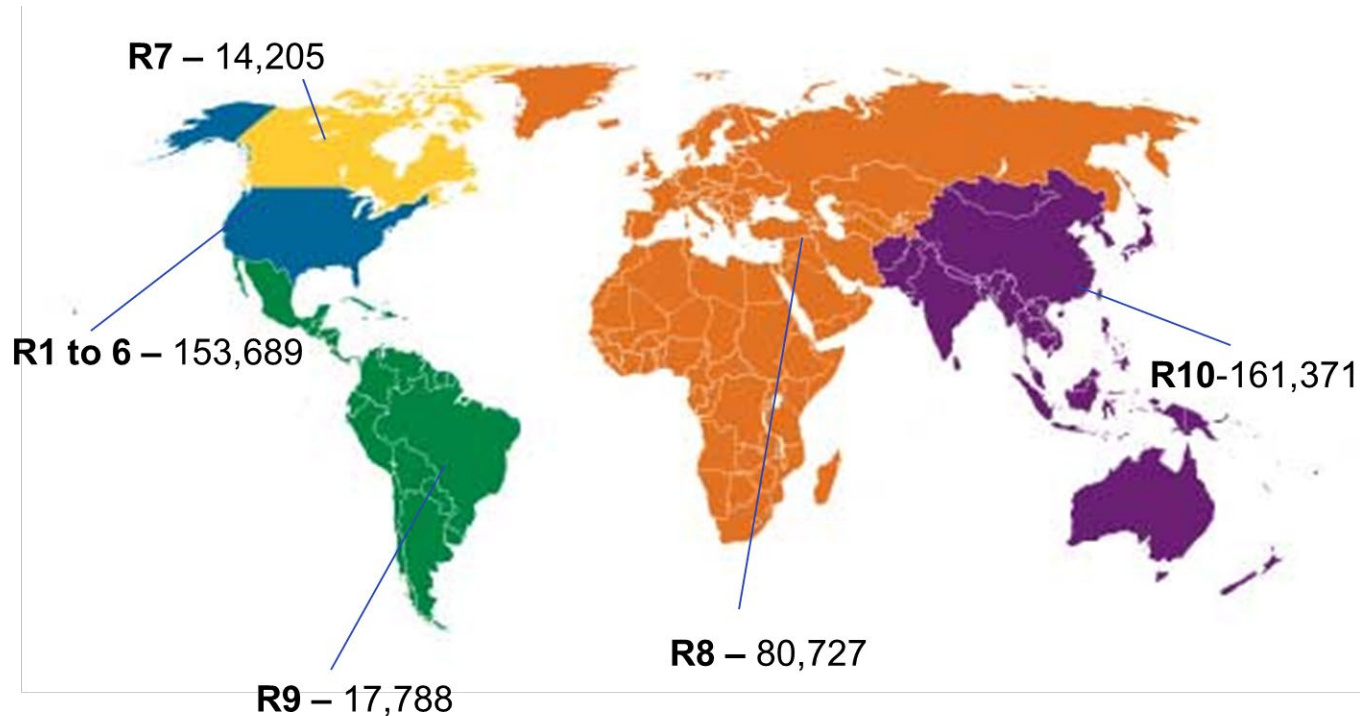 R7 – 14,205
R1 to 6 – 153,689
R10-161,371
R8 – 80,727
R9 – 17,788